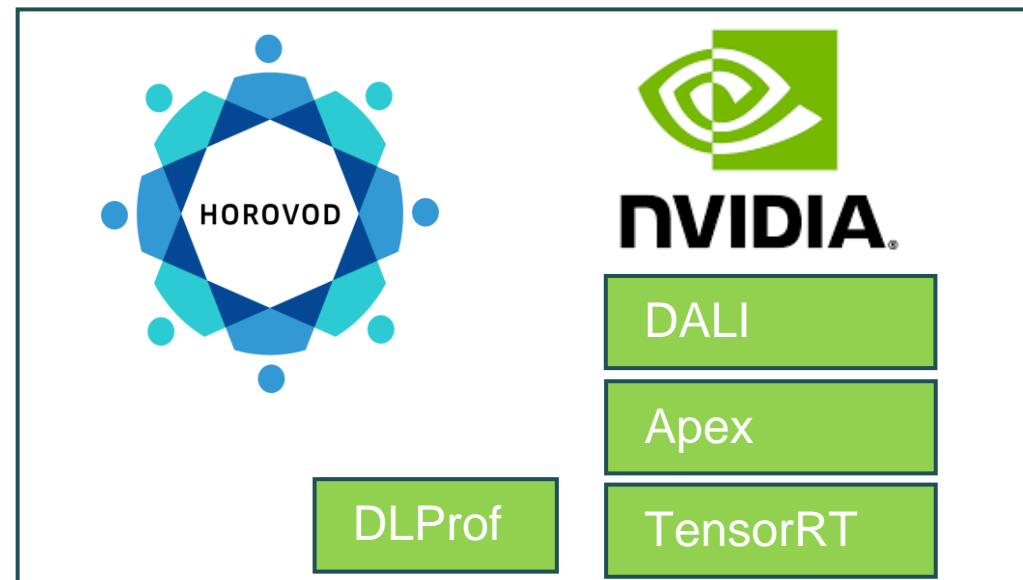 HOROVOD
NVIDIA®
DALI
Apex
DLProf
TensorRT